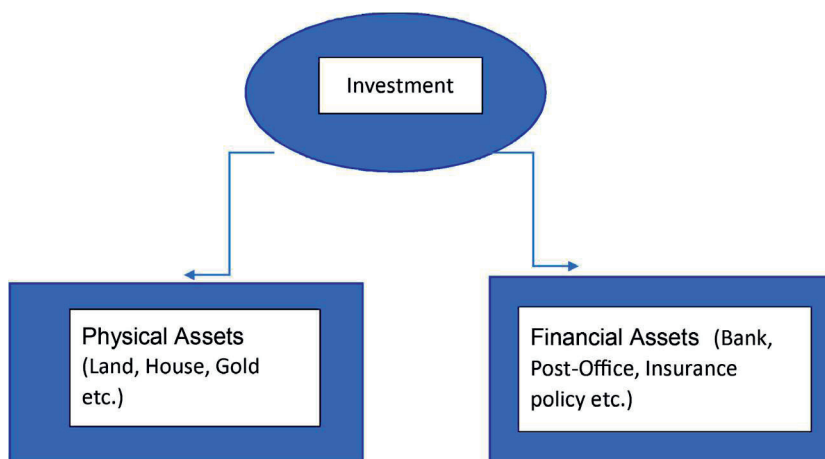 Investment
Physical Assets
(Land, House, Gold
etc.)
Financial Assets (Bank,
Post-Office, Insurance
policy etc.)